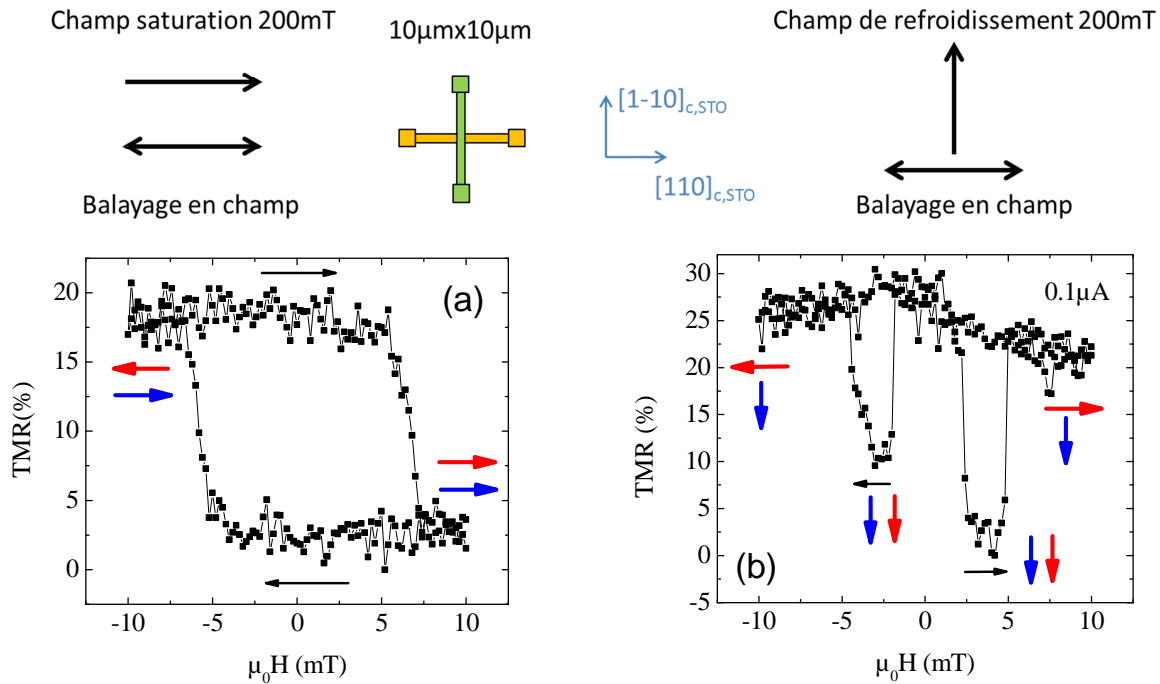 Champ saturation 200mT
Balayage en champ
10µmx10µm
[1-10]c,STO
[110]c,STO
Champ de refroidissement 200mT
Balayage en champ
(a)
20
15
10
5
0
TMR(%)
-10 -5 0 5 10
µ0H (mT)
(b)
0.1µA
30
25
20
15
10
5
0
-5
TMR (%)
-10 -5 0 5 10
µ0H (mT)